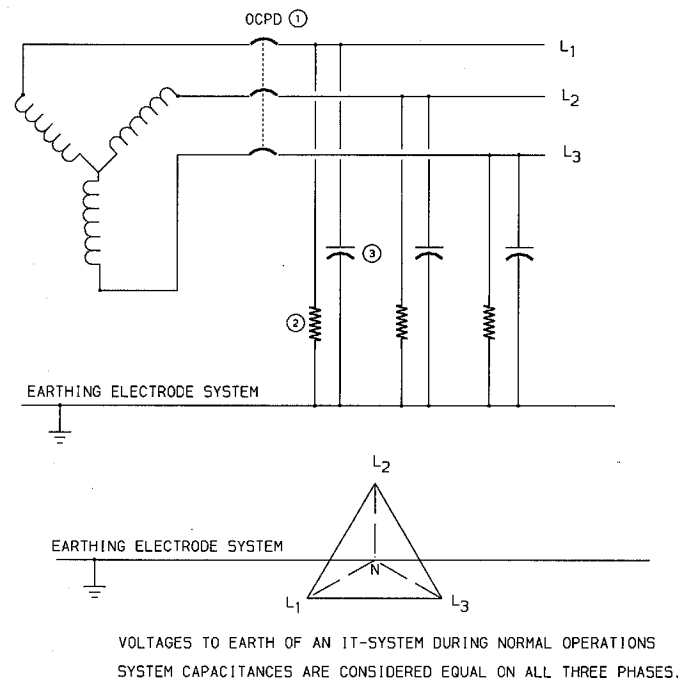 OCPD ①
L1
L2
L3
③
②
EARTHING ELECTRODE SYSTEM
L2
EARTHING ELECTRODE SYSTEM
N
L1
L3
VOLTAGES TO EARTH OF AN IT-SYSTEM DURING NORMAL OPERATIONS
SYSTEM CAPACITANCES ARE CONSIDERED EQUAL ON ALL THREE PHASES.